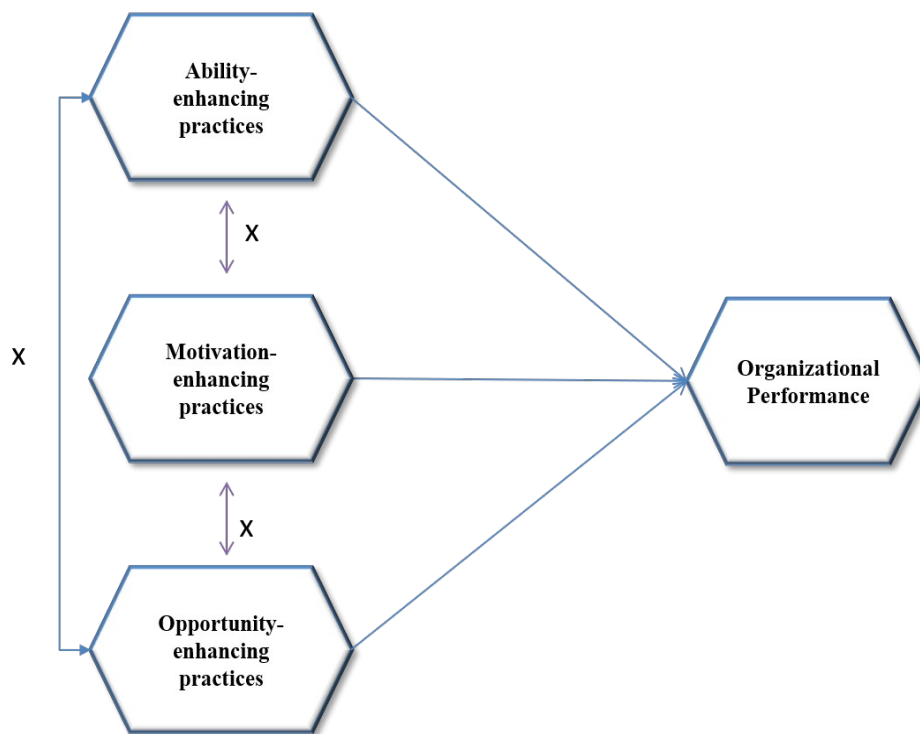 Ability-
enhancing
practices
X
Motivation-
enhancing
practices
X
Organizational
Performance
X
Opportunity-
enhancing
practices